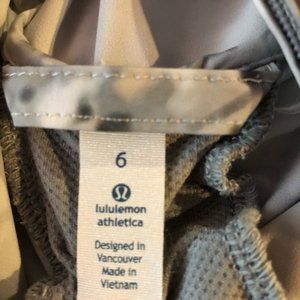 6
lululemon
athletica
Designed in
Vancouver
Made in
Vietnam